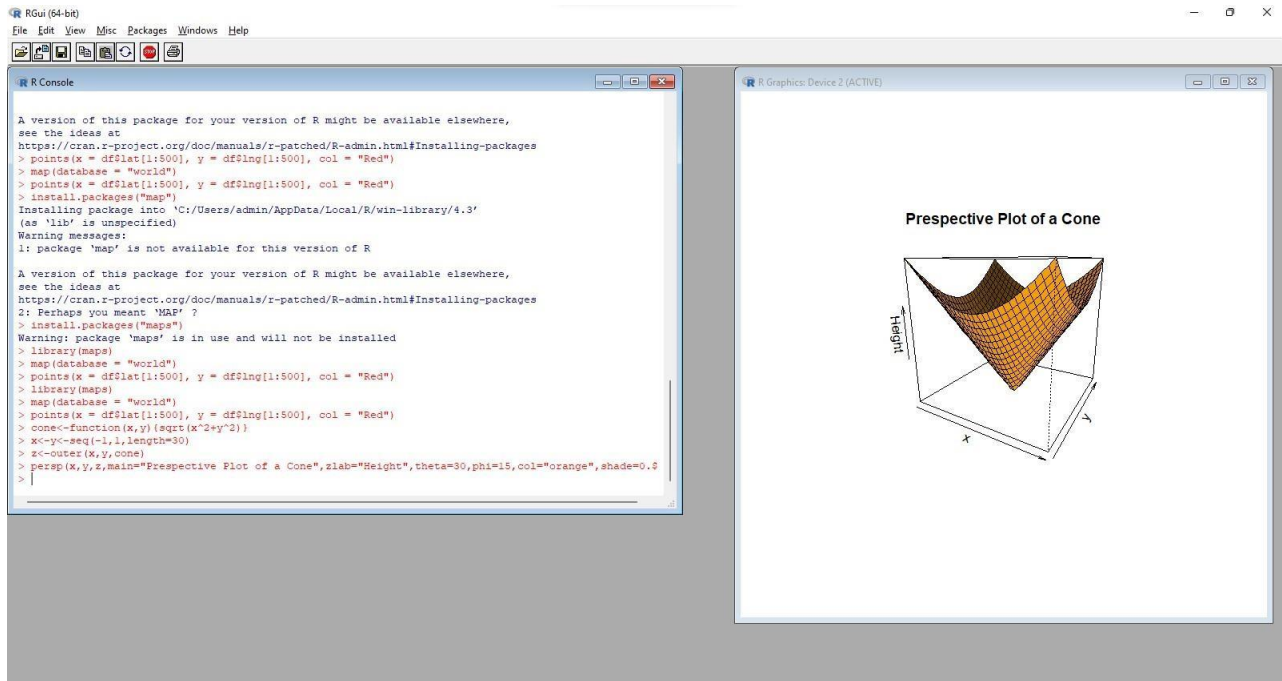 RGui (64-bit)
File Edit View Misc Packages Windows Help
STOP
R Console
A version of this package for your version of R might be available elsewhere,
see the ideas at
https://cran.r-project.org/doc/manuals/r-patched/R-admin.html#Installing-packages
> points(x = df$lat[1:500], y = df$lng[1:500], col = "Red")
> map(database = "world")
> points(x = df$lat[1:500], y = df$lng[1:500], col = "Red")
> install.packages("map")
Installing package into ‘C:/Users/admin/AppData/Local/R/win-library/4.3’
(as ‘lib’ is unspecified)
Warning messages:
1: package ‘map’ is not available for this version of R
A version of this package for your version of R might be available elsewhere,
see the ideas at
https://cran.r-project.org/doc/manuals/r-patched/R-admin.html#Installing-packages
2: Perhaps you meant ‘MAP’ ?
> install.packages("maps")
Warning: package ‘maps’ is in use and will not be installed
> library(maps)
> map(database = "world")
> points(x = df$lat[1:500], y = df$lng[1:500], col = "Red")
> library(maps)
> map(database = "world")
> points(x = df$lat[1:500], y = df$lng[1:500], col = "Red")
> cone<-function(x,y){sqrt(x^2+y^2)}
> x<-y<-seq(-1,1,length=30)
> z<-outer(x,y,cone)
> persp(x,y,z,main="Prespective Plot of a Cone",zlab="Height",theta=30,phi=15,col="orange",shade=0.$
>
R Graphics: Device 2 (ACTIVE)
Prespective Plot of a Cone
Height
x
y